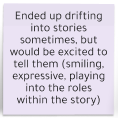 Ended up drifting
into stories
sometimes, but
would be excited to
tell them (smiling,
expressive, playing
into the roles
within the story)